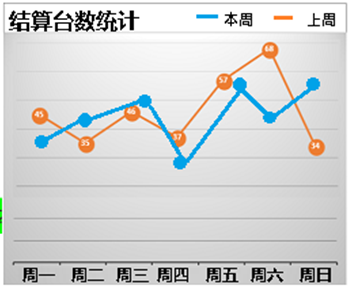 结算台数统计
本周 上周
45 35 46 37 57 68 34
周一 周二 周三 周四 周五 周六 周日